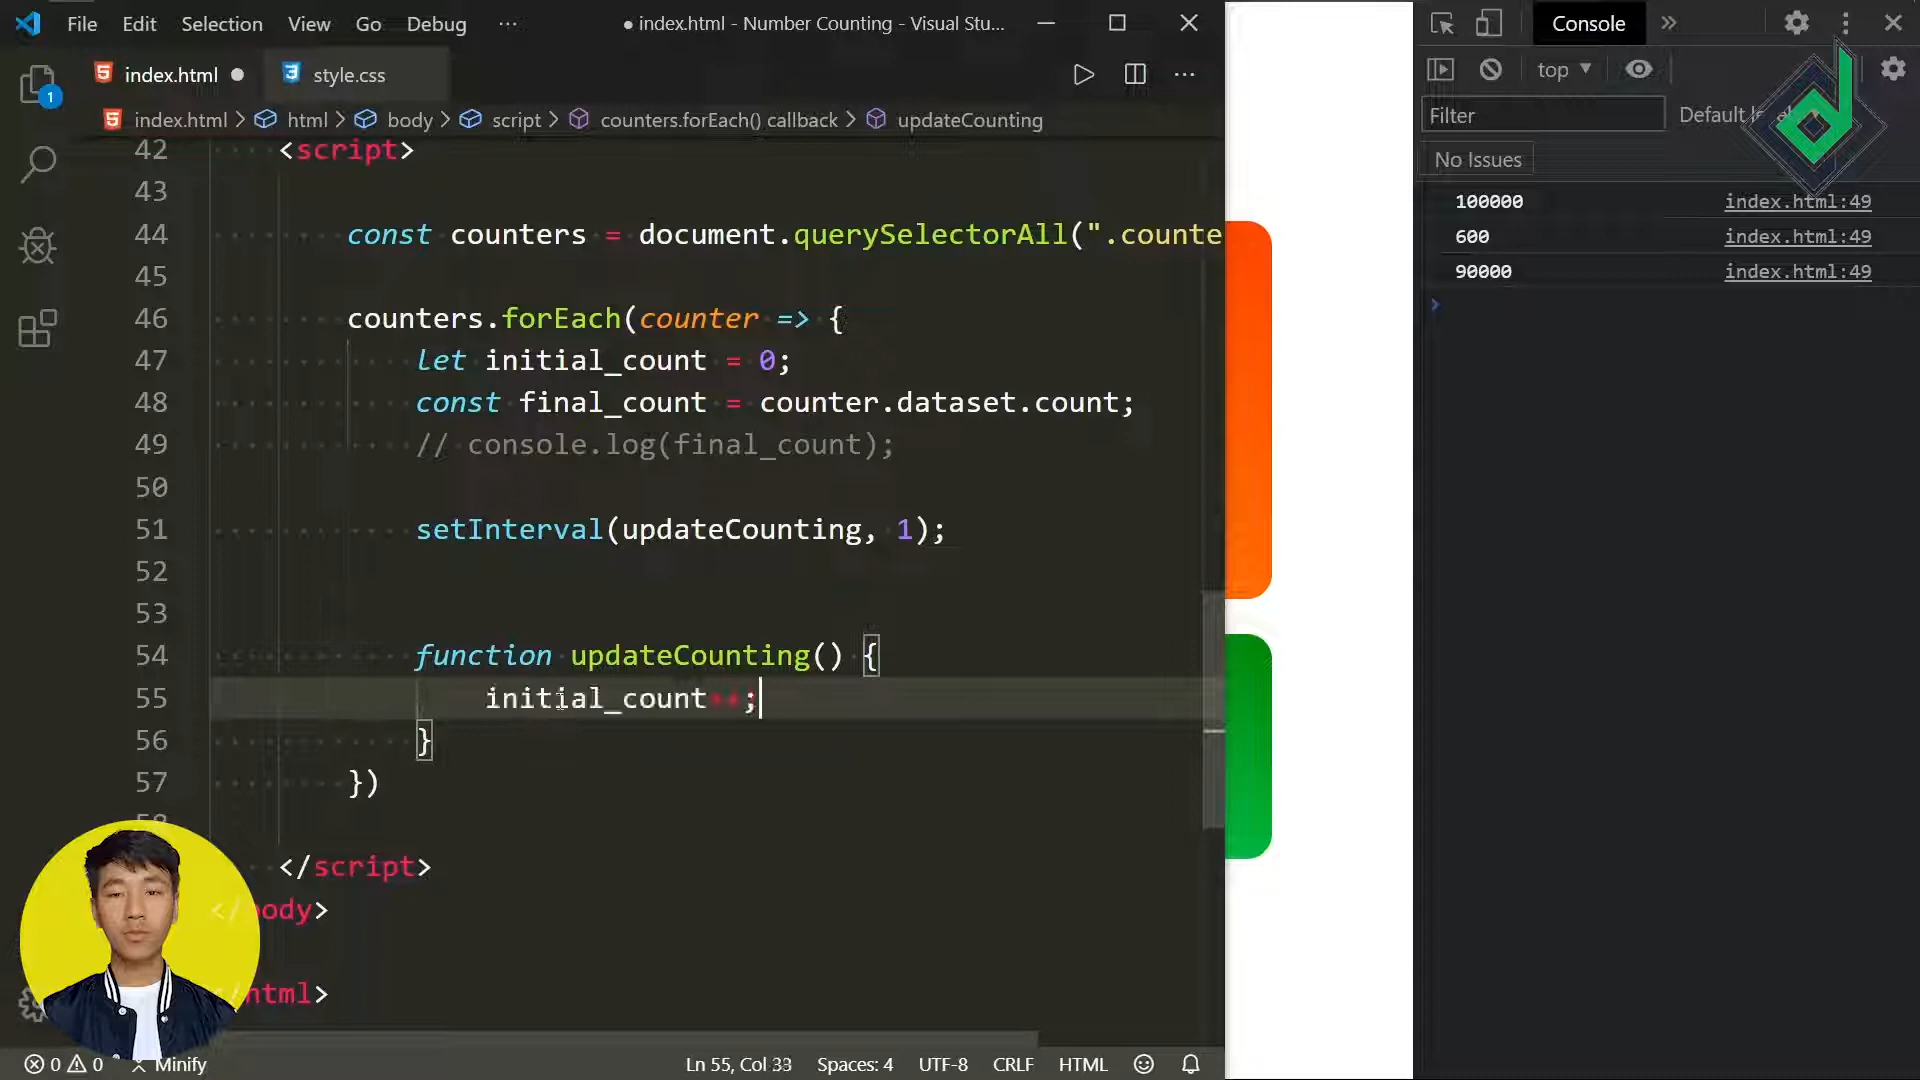 File Edit Selection View Go Debug ···
● index.html - Number Counting - Visual Stu...
index.html ● style.css
index.html > html > body > script > counters.forEach() callback > updateCounting
42 <script>
43
44 const counters = document.querySelectorAll(".counte
45
46 counters.forEach(counter => {
47 let initial_count = 0;
48 const final_count = counter.dataset.count;
49 // console.log(final_count);
50
51 setInterval(updateCounting, 1);
52
53
54 function updateCounting() {
55 initial_count++;
56 }
57 })
58
</script>
</body>
</html>
1
0 0 Minify
Ln 55, Col 33 Spaces: 4 UTF-8 CRLF HTML
Console »
top ▼
Filter
No Issues
100000 index.html:49
600 index.html:49
90000 index.html:49